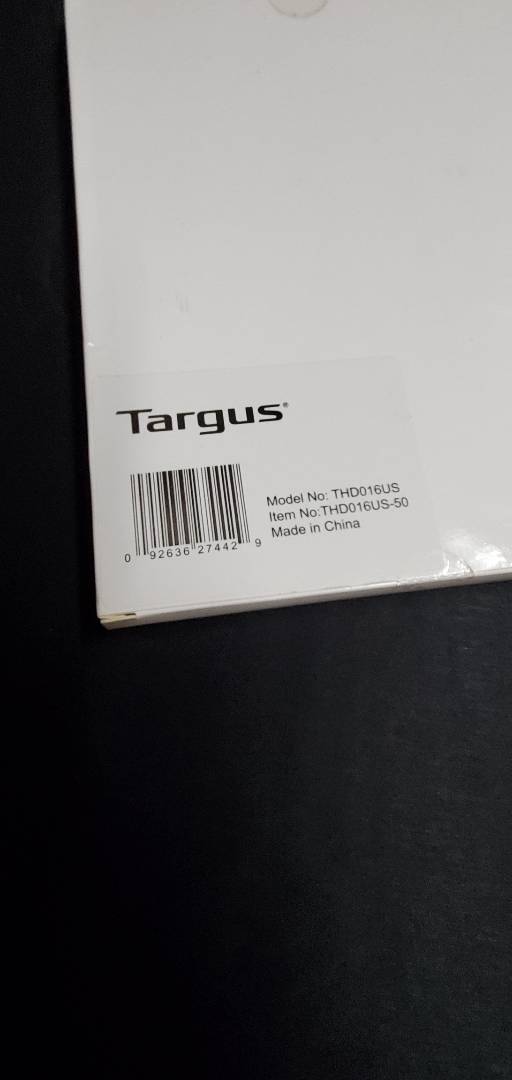 Targus®
Model No: THD016US
Item No:THD016US-50
Made in China
0 92636 27442 9